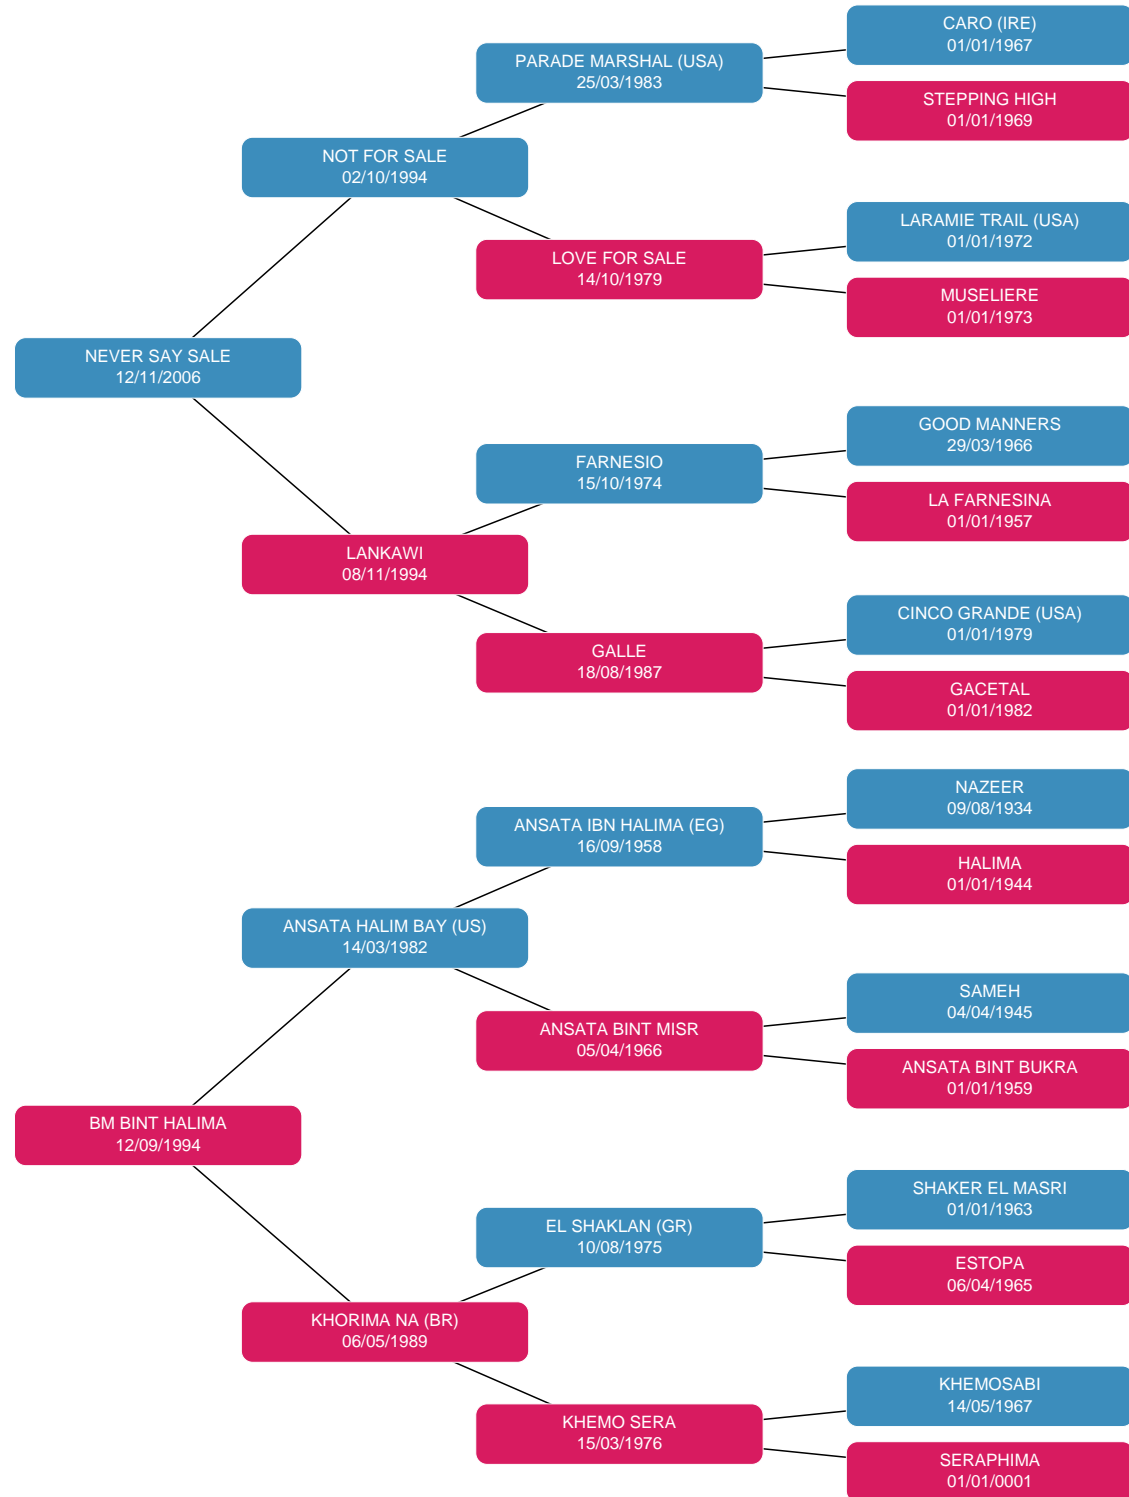 CARO (IRE)
01/01/1967
PARADE MARSHAL (USA)
25/03/1983
STEPPING HIGH
01/01/1969
NOT FOR SALE
02/10/1994
LARAMIE TRAIL (USA)
01/01/1972
LOVE FOR SALE
14/10/1979
MUSELIERE
01/01/1973
NEVER SAY SALE
12/11/2006
GOOD MANNERS
29/03/1966
FARNESIO
15/10/1974
LA FARNESINA
01/01/1957
LANKAWI
08/11/1994
CINCO GRANDE (USA)
01/01/1979
GALLE
18/08/1987
GACETAL
01/01/1982
NAZEER
09/08/1934
ANSATA IBN HALIMA (EG)
16/09/1958
HALIMA
01/01/1944
ANSATA HALIM BAY (US)
14/03/1982
SAMEH
04/04/1945
ANSATA BINT MISR
05/04/1966
ANSATA BINT BUKRA
01/01/1959
BM BINT HALIMA
12/09/1994
SHAKER EL MASRI
01/01/1963
EL SHAKLAN (GR)
10/08/1975
ESTOPA
06/04/1965
KHORIMA NA (BR)
06/05/1989
KHEMOSABI
14/05/1967
KHEMO SERA
15/03/1976
SERAPHIMA
01/01/0001